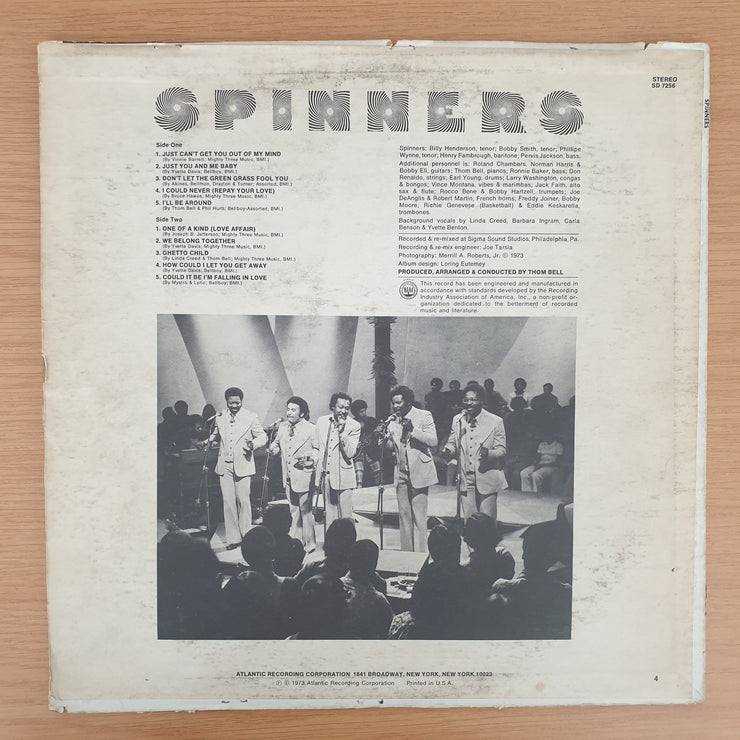 STEREO
SD 7256
SPINNERS
SPINNERS
Side One
1. JUST CAN'T GET YOU OUT OF MY MIND
(By Vinnie Barrett; Mighty Three Music, BMI.)
2. JUST YOU AND ME BABY
(By Yvette Davis; Bellboy, BMI.)
3. DON'T LET THE GREEN GRASS FOOL YOU
(By Akines, Bellmon, Drayton & Turner; Assorted, BMI.)
4. I COULD NEVER (REPAY YOUR LOVE)
(By Bruce Hawes; Mighty Three Music, BMI.)
5. I'LL BE AROUND
(By Thom Bell & Phil Hurtt; Bellboy-Assorted, BMI.)
Side Two
1. ONE OF A KIND (LOVE AFFAIR)
(By Joseph B. Jefferson; Mighty Three Music, BMI.)
2. WE BELONG TOGETHER
(By Yvette Davis; Mighty Three Music, BMI.)
3. GHETTO CHILD
(By Linda Creed & Thom Bell; Mighty Three Music, BMI.)
4. HOW COULD I LET YOU GET AWAY
(By Yvette Davis; Bellboy, BMI.)
5. COULD IT BE I'M FALLING IN LOVE
(By Mystro & Lyric; Bellboy; BMI.)
Spinners: Billy Henderson, tenor; Bobby Smith, tenor; Phillipe
Wynne, tenor; Henry Fambrough, baritone; Pervis Jackson, bass.
Additional personnel is: Roland Chambers, Norman Harris &
Bobby Eli, guitars; Thom Bell, pianos; Ronnie Baker, bass; Don
Renaldo, strings; Earl Young, drums; Larry Washington, congas
& bongos; Vince Montana, vibes & marimbas; Jack Faith, alto
sax & flute; Rocco Bene & Bobby Hartzell, trumpets; Joe
DeAnglis & Robert Martin, French horns; Freddy Joiner, Bobby
Moore, Richie Genevese (Basketball) & Eddie Keskarella,
trombones.
Background vocals by Linda Creed, Barbara Ingram, Carla
Benson & Yvette Benton.
Recorded & re-mixed at Sigma Sound Studios, Philadelphia, Pa.
Recording & re-mix engineer: Joe Tarsia
Photography: Merrill A. Roberts, Jr. © 1973
Album design: Loring Eutemey
PRODUCED, ARRANGED & CONDUCTED BY THOM BELL
This record has been engineered and manufactured in
accordance with standards developed by the Recording
Industry Association of America, Inc., a non-profit or-
ganization dedicated to the betterment of recorded
music and literature.
ATLANTIC RECORDING CORPORATION 1841 BROADWAY, NEW YORK, NEW YORK 10023
℗ © 1973 Atlantic Recording Corporation Printed in U.S.A.
4